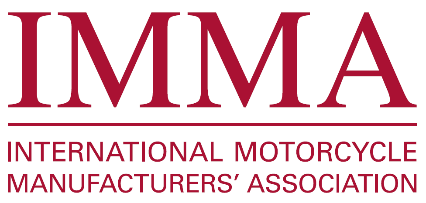 IMMA
INTERNATIONAL MOTORCYCLE
MANUFACTURERS’ ASSOCIATION